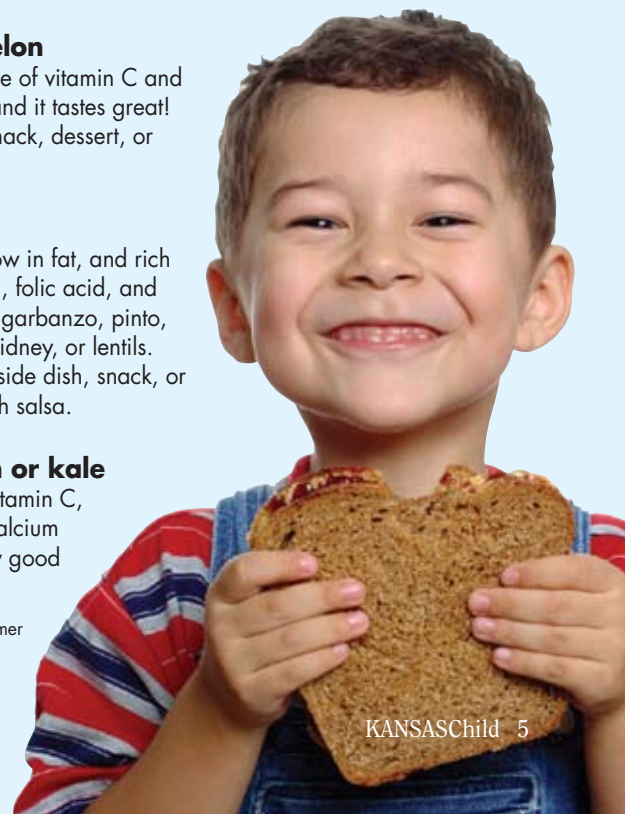 elon
e of vitamin C and
nd it tastes great!
nack, dessert, or
ow in fat, and rich
, folic acid, and
garbanzo, pinto,
idney, or lentils.
side dish, snack, or
h salsa.
n or kale
tamin C,
alcium
y good
mer
KANSASChild 5